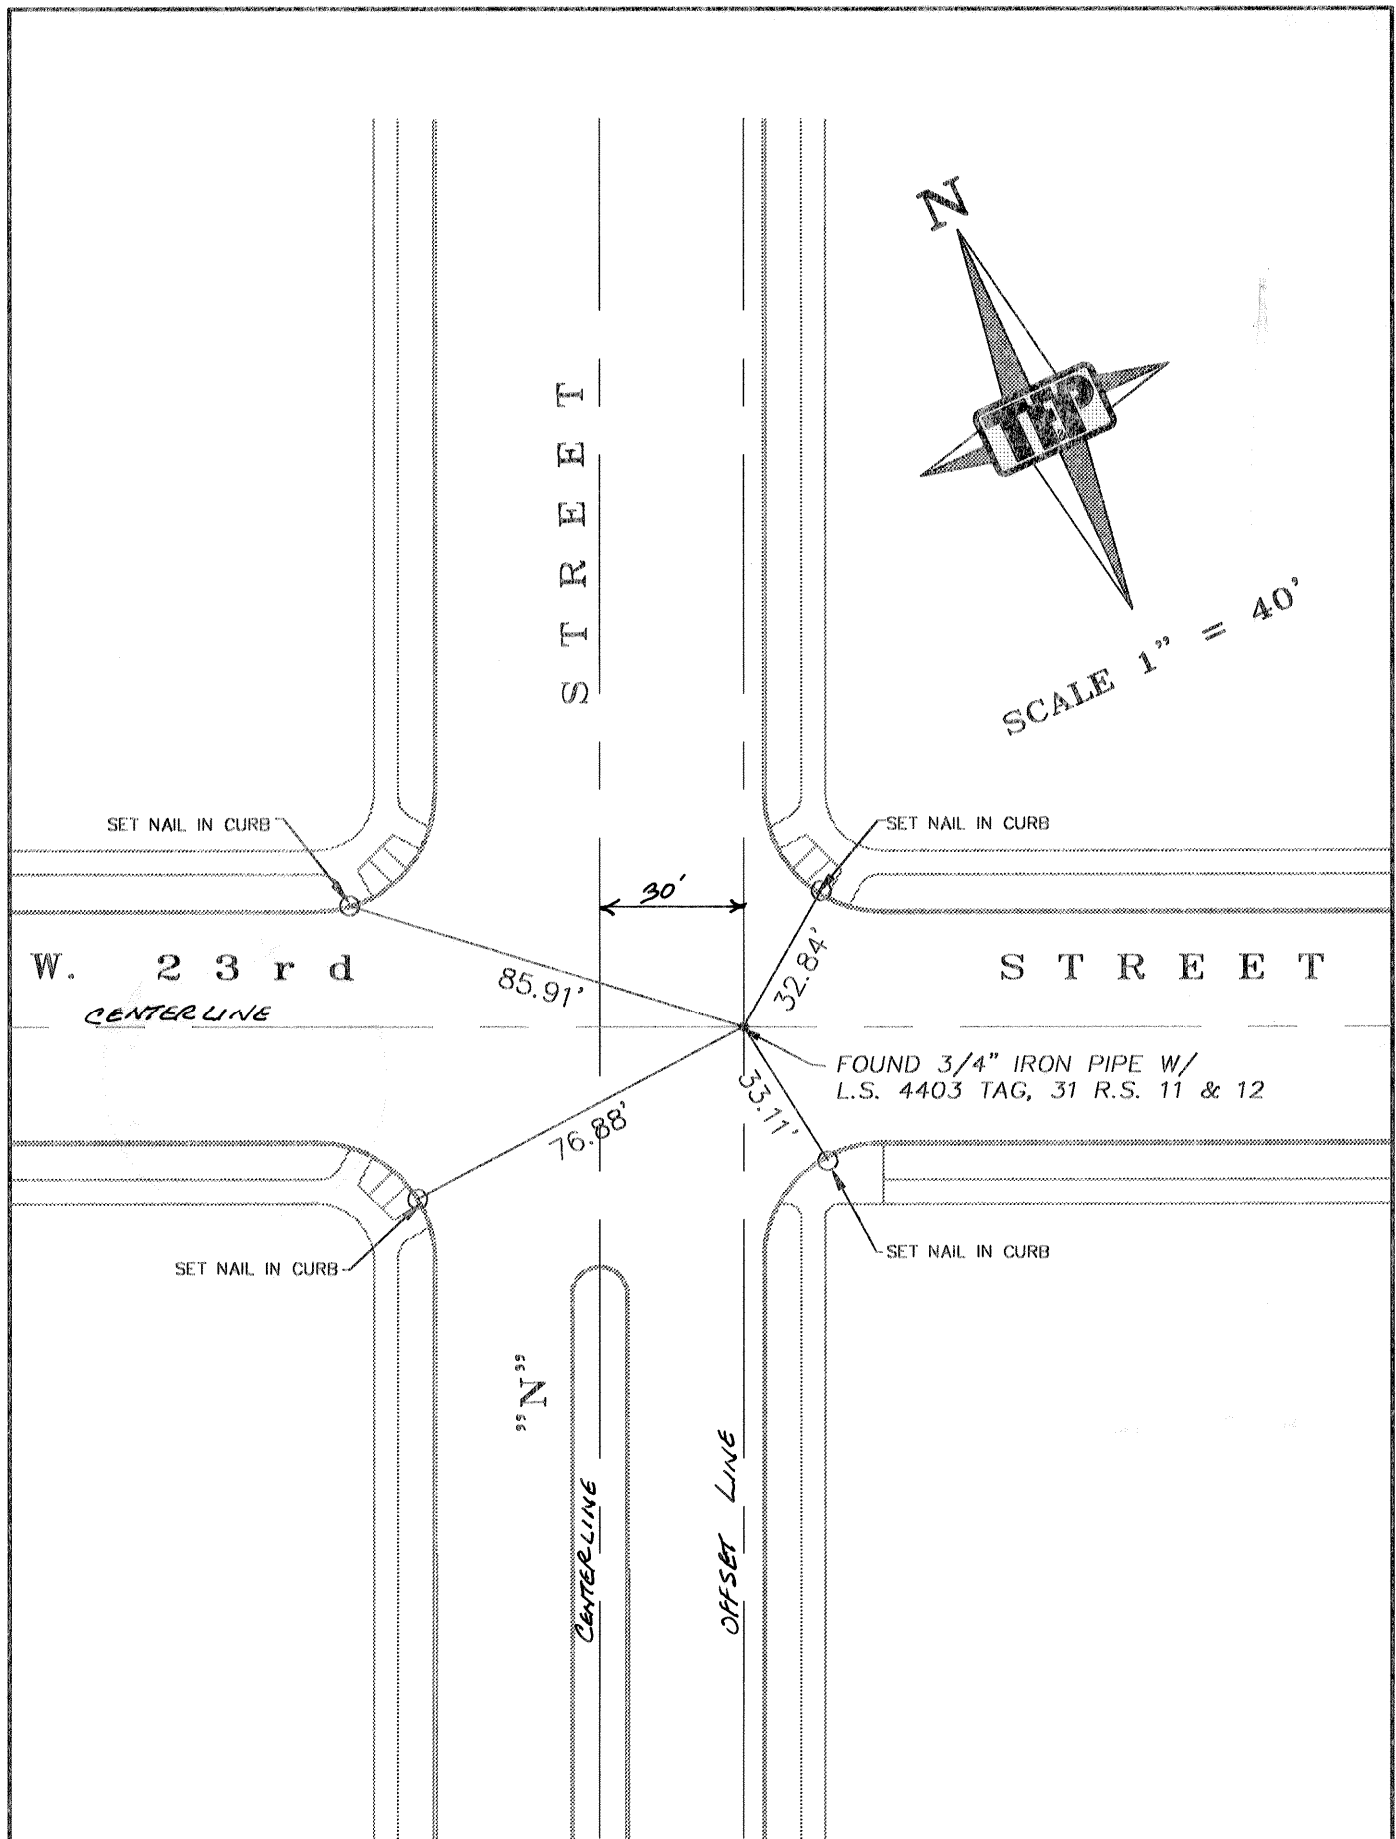 N
T&P
SCALE 1" = 40'
STREET
SET NAIL IN CURB
SET NAIL IN CURB
30'
W. 23rd STREET
85.91'
32.84'
CENTERLINE
FOUND 3/4" IRON PIPE W/
L.S. 4403 TAG, 31 R.S. 11 & 12
33.11'
76.88'
SET NAIL IN CURB
SET NAIL IN CURB
"N"
CENTERLINE
OFFSET LINE